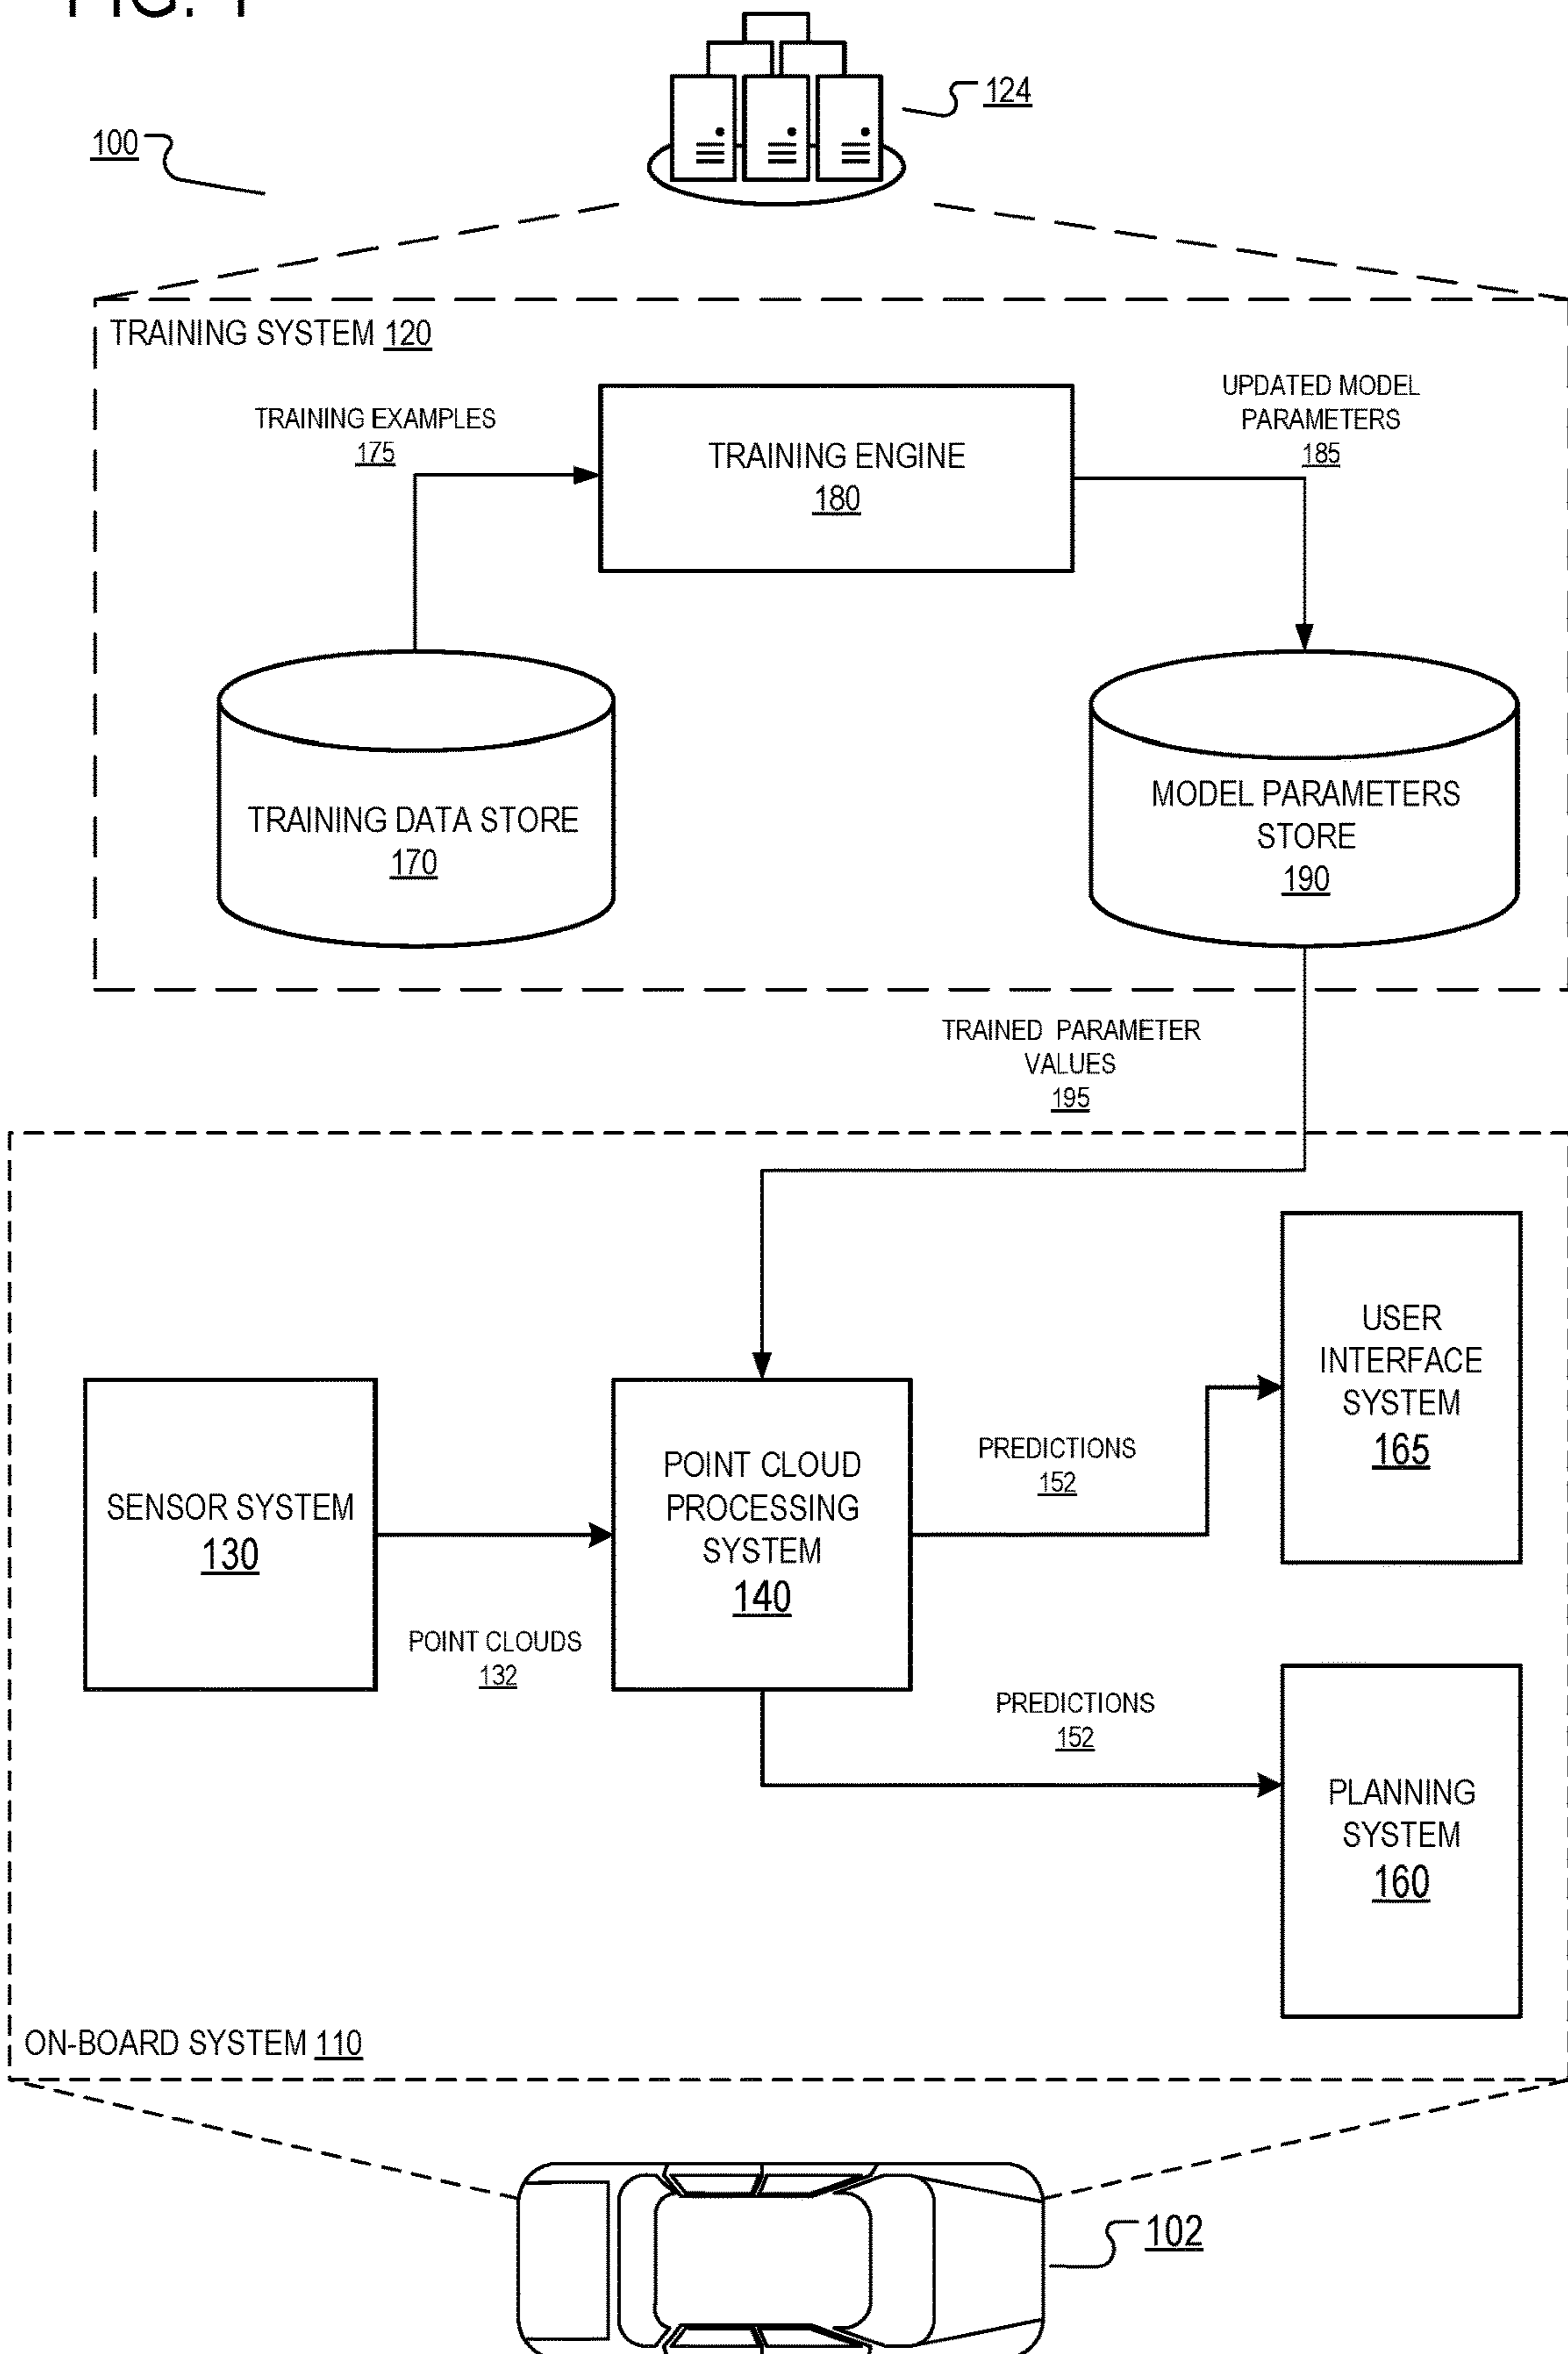 FIG. 1
124
100
TRAINING SYSTEM 120
TRAINING EXAMPLES
175
TRAINING ENGINE
180
UPDATED MODEL
PARAMETERS
185
TRAINING DATA STORE
170
MODEL PARAMETERS
STORE
190
TRAINED PARAMETER
VALUES
195
SENSOR SYSTEM
130
POINT CLOUDS
132
POINT CLOUD
PROCESSING
SYSTEM
140
PREDICTIONS
152
USER
INTERFACE
SYSTEM
165
PREDICTIONS
152
PLANNING
SYSTEM
160
ON-BOARD SYSTEM 110
102